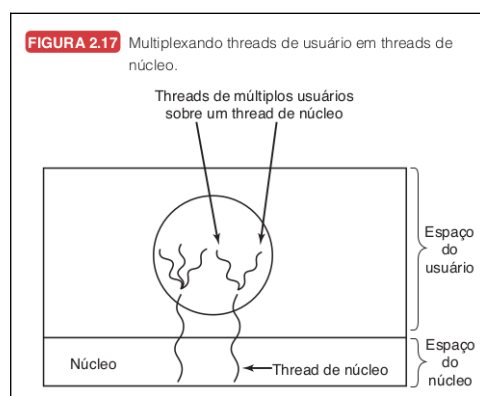 FIGURA 2.17 Multiplexando threads de usuário em threads de
núcleo.
Threads de múltiplos usuários
sobre um thread de núcleo
Espaço
do
usuário
Núcleo
Thread de núcleo
Espaço
do
núcleo